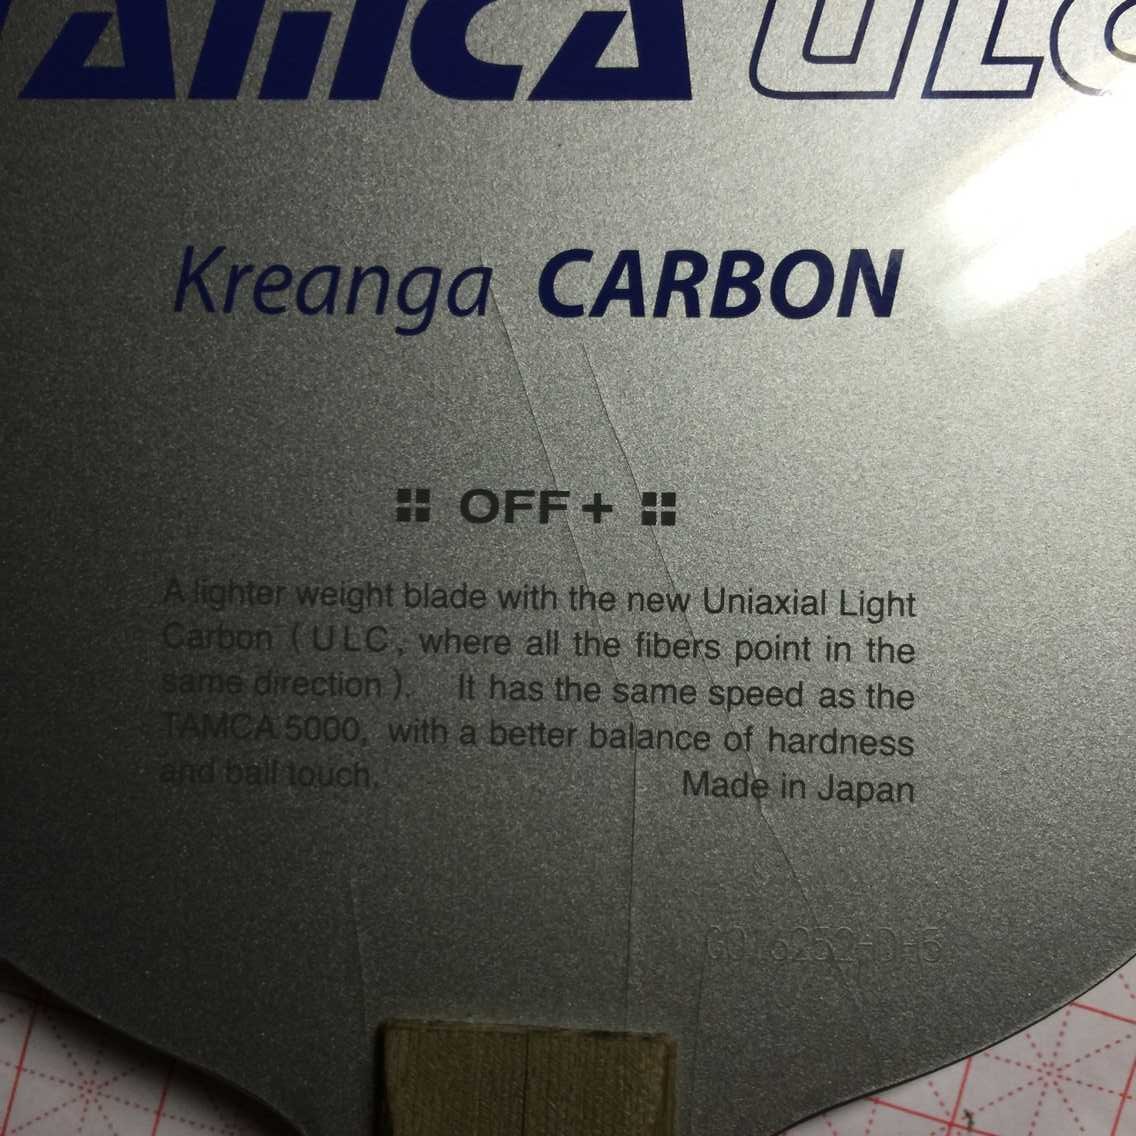 TAMCA ULC
Kreanga CARBON
OFF+
A lighter weight blade with the new Uniaxial Light
Carbon (ULC, where all the fibers point in the
same direction). It has the same speed as the
TAMCA 5000, with a better balance of hardness
and ball touch. Made in Japan